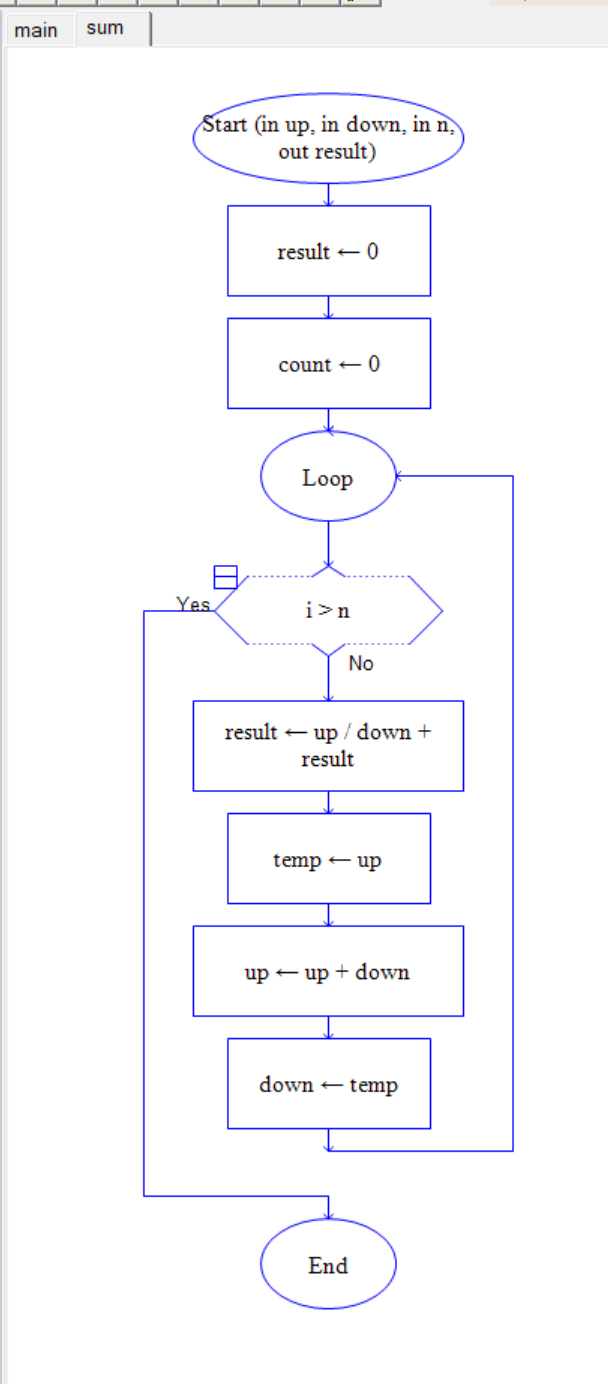 main sum
Start (in up, in down, in n,
out result)
result ← 0
count ← 0
Loop
Yes
i > n
No
result ← up / down +
result
temp ← up
up ← up + down
down ← temp
End